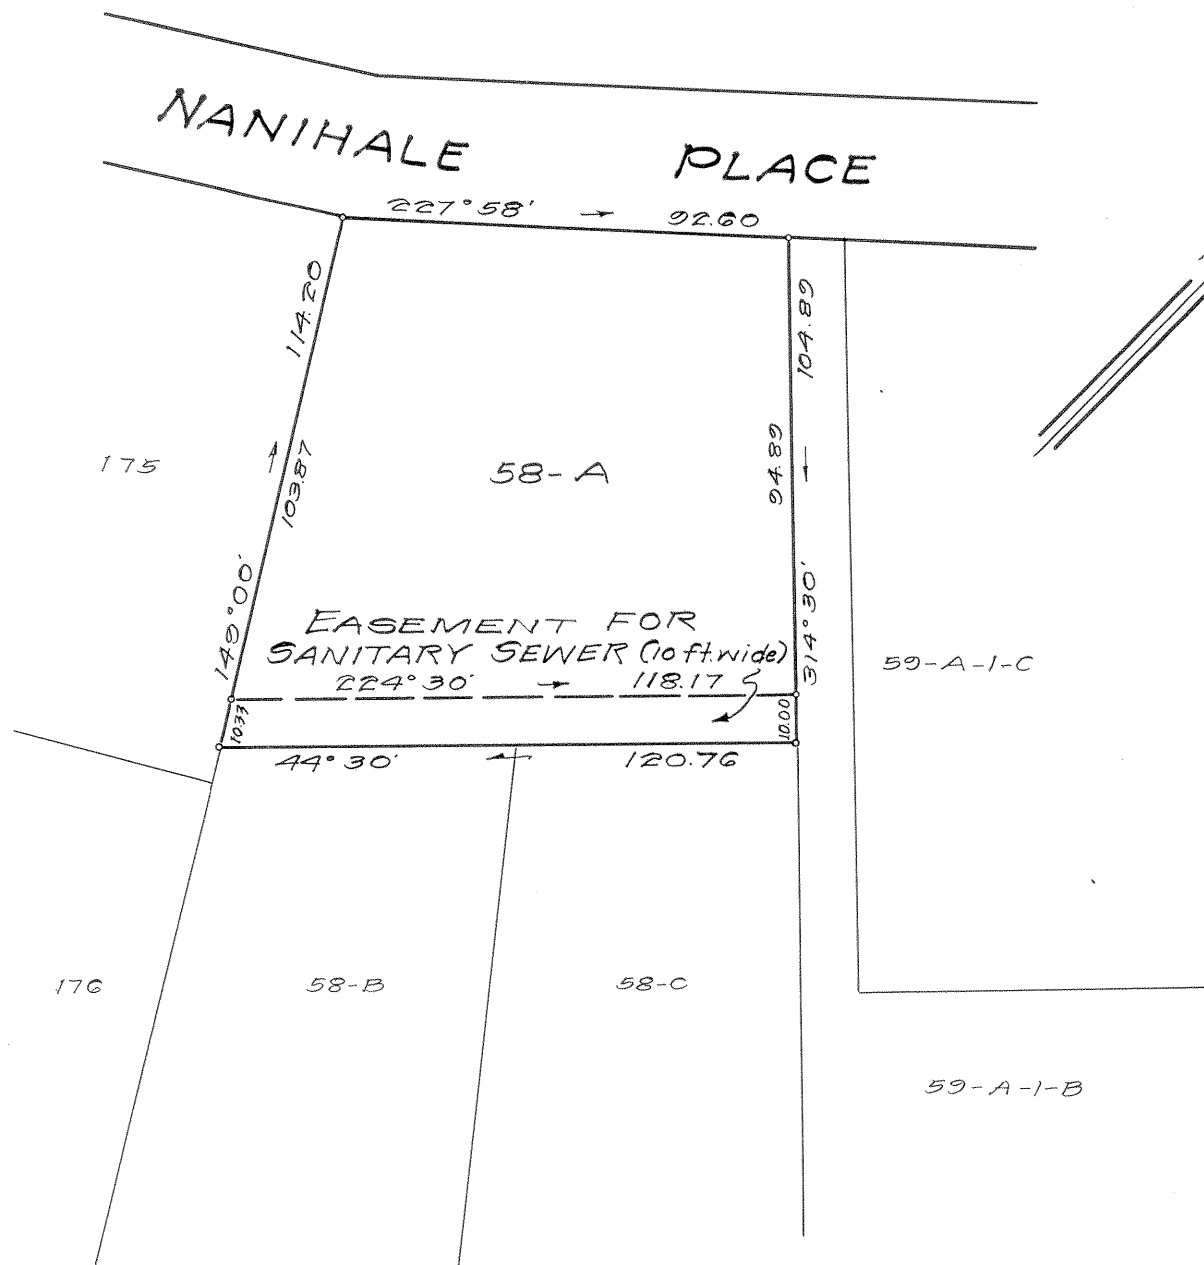 NANIHALE PLACE
227°58' 92.60
114.20
104.89
103.87
94.89
175
58-A
149°00'
314°30'
EASEMENT FOR
SANITARY SEWER (10 ft. wide)
224°30' 118.17
59-A-1-C
10.33
10.00
44°30' 120.76
176
58-B
58-C
59-A-1-B